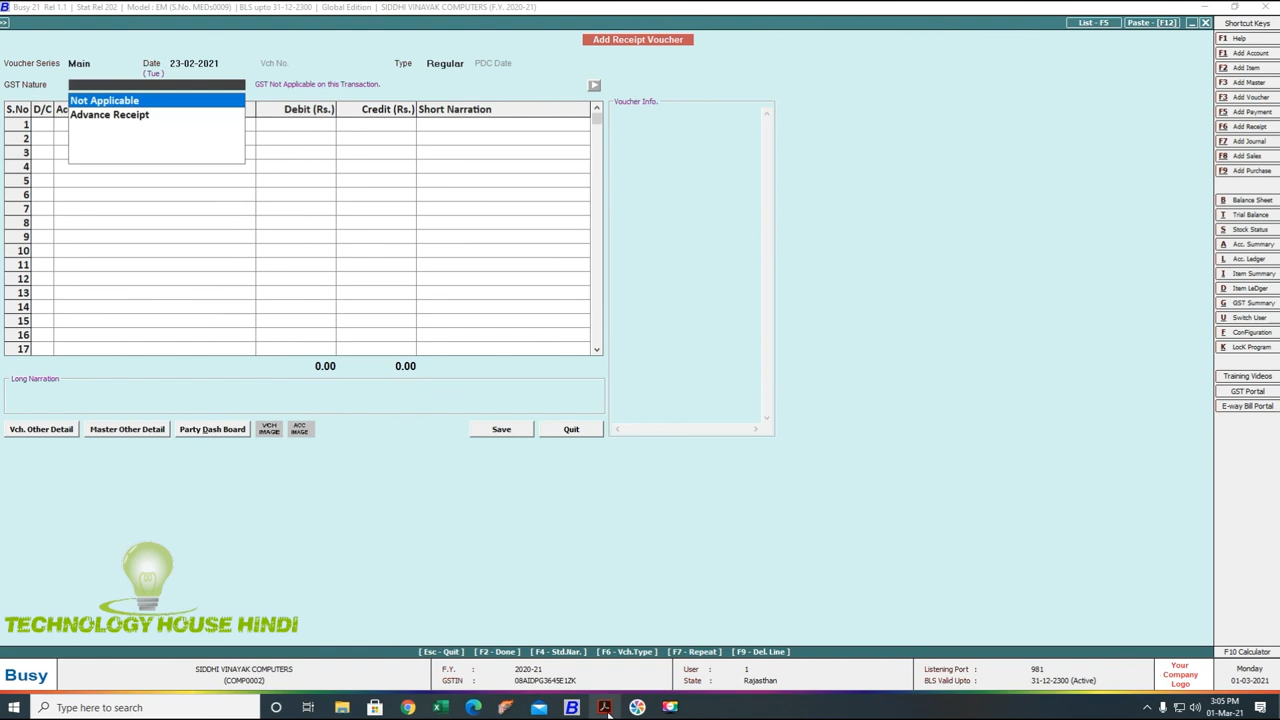 Busy 21 Rel 1.1 | Stat Rel 202 | Model : EM (S.No. MEDs0009) | BLS upto 31-12-2300 | Global Edition | SIDDHI VINAYAK COMPUTERS (F.Y. 2020-21)
>> List - F5 Paste - [F12]
Add Receipt Voucher
Voucher Series Main Date 23-02-2021 Vch No. Type Regular PDC Date
( Tue )
GST Nature GST Not Applicable on this Transaction.
Not Applicable
Advance Receipt
S.No D/C Ac Debit (Rs.) Credit (Rs.) Short Narration
1
2
3
4
5
6
7
8
9
10
11
12
13
14
15
16
17
0.00 0.00
Long Narration
Voucher Info.
Vch. Other Detail Master Other Detail Party Dash Board VCH IMAGE ACC IMAGE Save Quit
Shortcut Keys
F1 Help
F1 Add Account
F2 Add Item
F3 Add Master
F3 Add Voucher
F5 Add Payment
F6 Add Receipt
F7 Add Journal
F8 Add Sales
F9 Add Purchase
B Balance Sheet
T Trial Balance
S Stock Status
A Acc. Summary
L Acc. Ledger
I Item Summary
D Item LeDger
G GST Summary
U Switch User
F ConFiguration
K LocK Program
Training Videos
GST Portal
E-way Bill Portal
TECHNOLOGY HOUSE HINDI
[ Esc - Quit ] [ F2 - Done ] [ F4 - Std.Nar. ] [ F6 - Vch.Type ] [ F7 - Repeat ] [ F9 - Del. Line ] F10 Calculator
Busy SIDDHI VINAYAK COMPUTERS F.Y. : 2020-21 User : 1 Listening Port : 981 Your Company Logo Monday
(COMP0002) GSTIN : 08AIDPG3645E1ZK State : Rajasthan BLS Valid Upto : 31-12-2300 (Active) 01-03-2021
Type here to search 3:05 PM
01-Mar-21